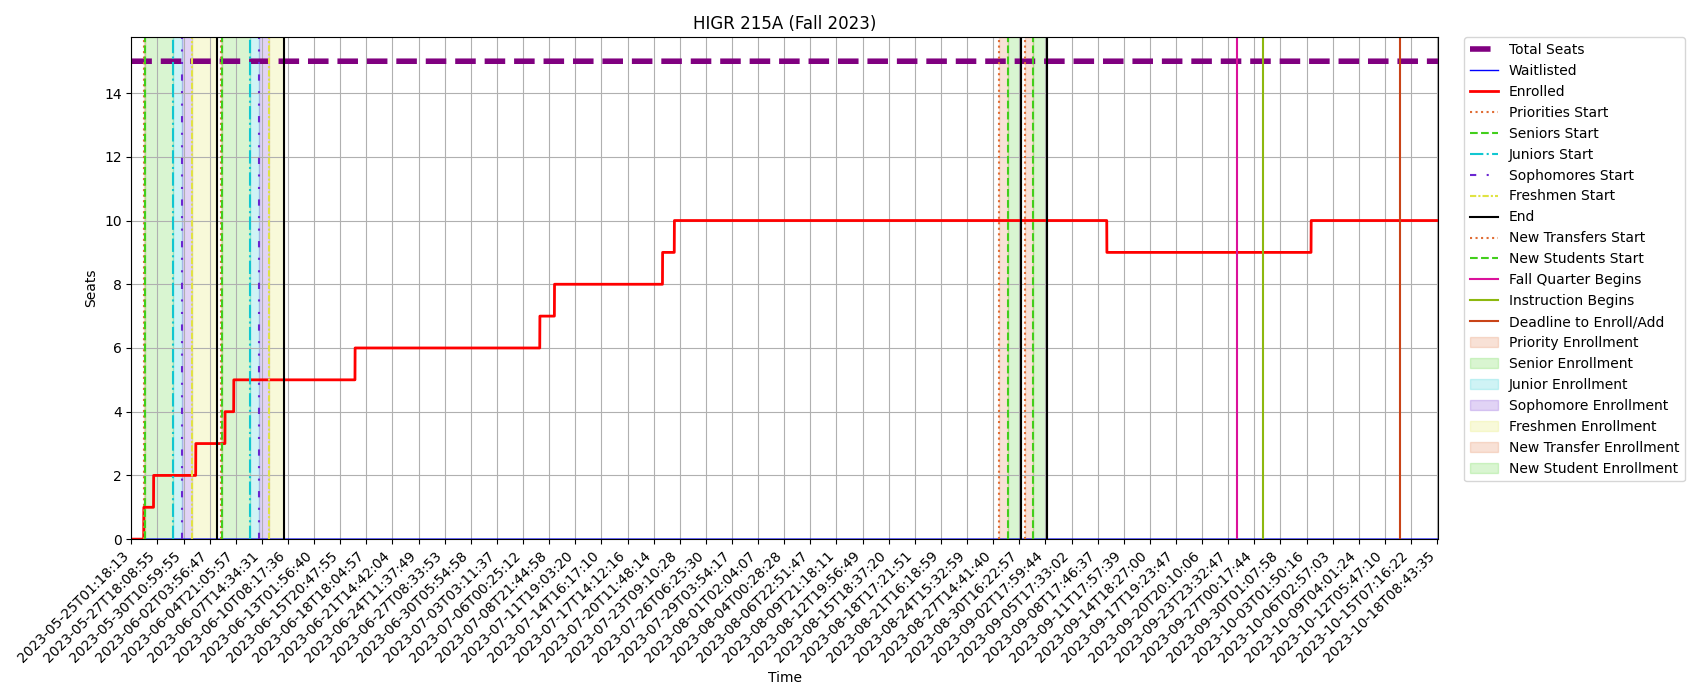 HIGR 215A (Fall 2023)
Seats
14
12
10
8
6
4
2
0
2023-05-25T01:18:13
2023-05-27T18:08:55
2023-05-30T10:59:55
2023-06-02T03:56:47
2023-06-04T21:05:57
2023-06-07T14:34:31
2023-06-10T08:17:36
2023-06-13T01:56:40
2023-06-15T20:47:55
2023-06-18T18:04:57
2023-06-21T14:42:04
2023-06-24T11:37:49
2023-06-27T08:33:53
2023-06-30T05:54:58
2023-07-03T03:11:37
2023-07-06T00:25:12
2023-07-08T21:44:58
2023-07-11T19:03:20
2023-07-14T16:17:10
2023-07-17T14:12:16
2023-07-20T11:48:14
2023-07-23T09:10:28
2023-07-26T06:25:30
2023-07-29T03:54:17
2023-08-01T02:04:07
2023-08-04T00:28:28
2023-08-06T22:51:47
2023-08-09T21:18:11
2023-08-12T19:56:49
2023-08-15T18:37:20
2023-08-18T17:21:51
2023-08-21T16:18:59
2023-08-24T15:32:59
2023-08-27T14:41:40
2023-08-30T16:22:57
2023-09-02T17:59:44
2023-09-05T17:33:02
2023-09-08T17:46:37
2023-09-11T17:57:39
2023-09-14T18:27:00
2023-09-17T19:23:47
2023-09-20T20:10:06
2023-09-23T23:32:47
2023-09-27T00:17:44
2023-09-30T01:07:58
2023-10-03T01:50:16
2023-10-06T02:57:03
2023-10-09T04:01:24
2023-10-12T05:47:10
2023-10-15T07:16:22
2023-10-18T08:43:35
Time
Total Seats
Waitlisted
Enrolled
Priorities Start
Seniors Start
Juniors Start
Sophomores Start
Freshmen Start
End
New Transfers Start
New Students Start
Fall Quarter Begins
Instruction Begins
Deadline to Enroll/Add
Priority Enrollment
Senior Enrollment
Junior Enrollment
Sophomore Enrollment
Freshmen Enrollment
New Transfer Enrollment
New Student Enrollment